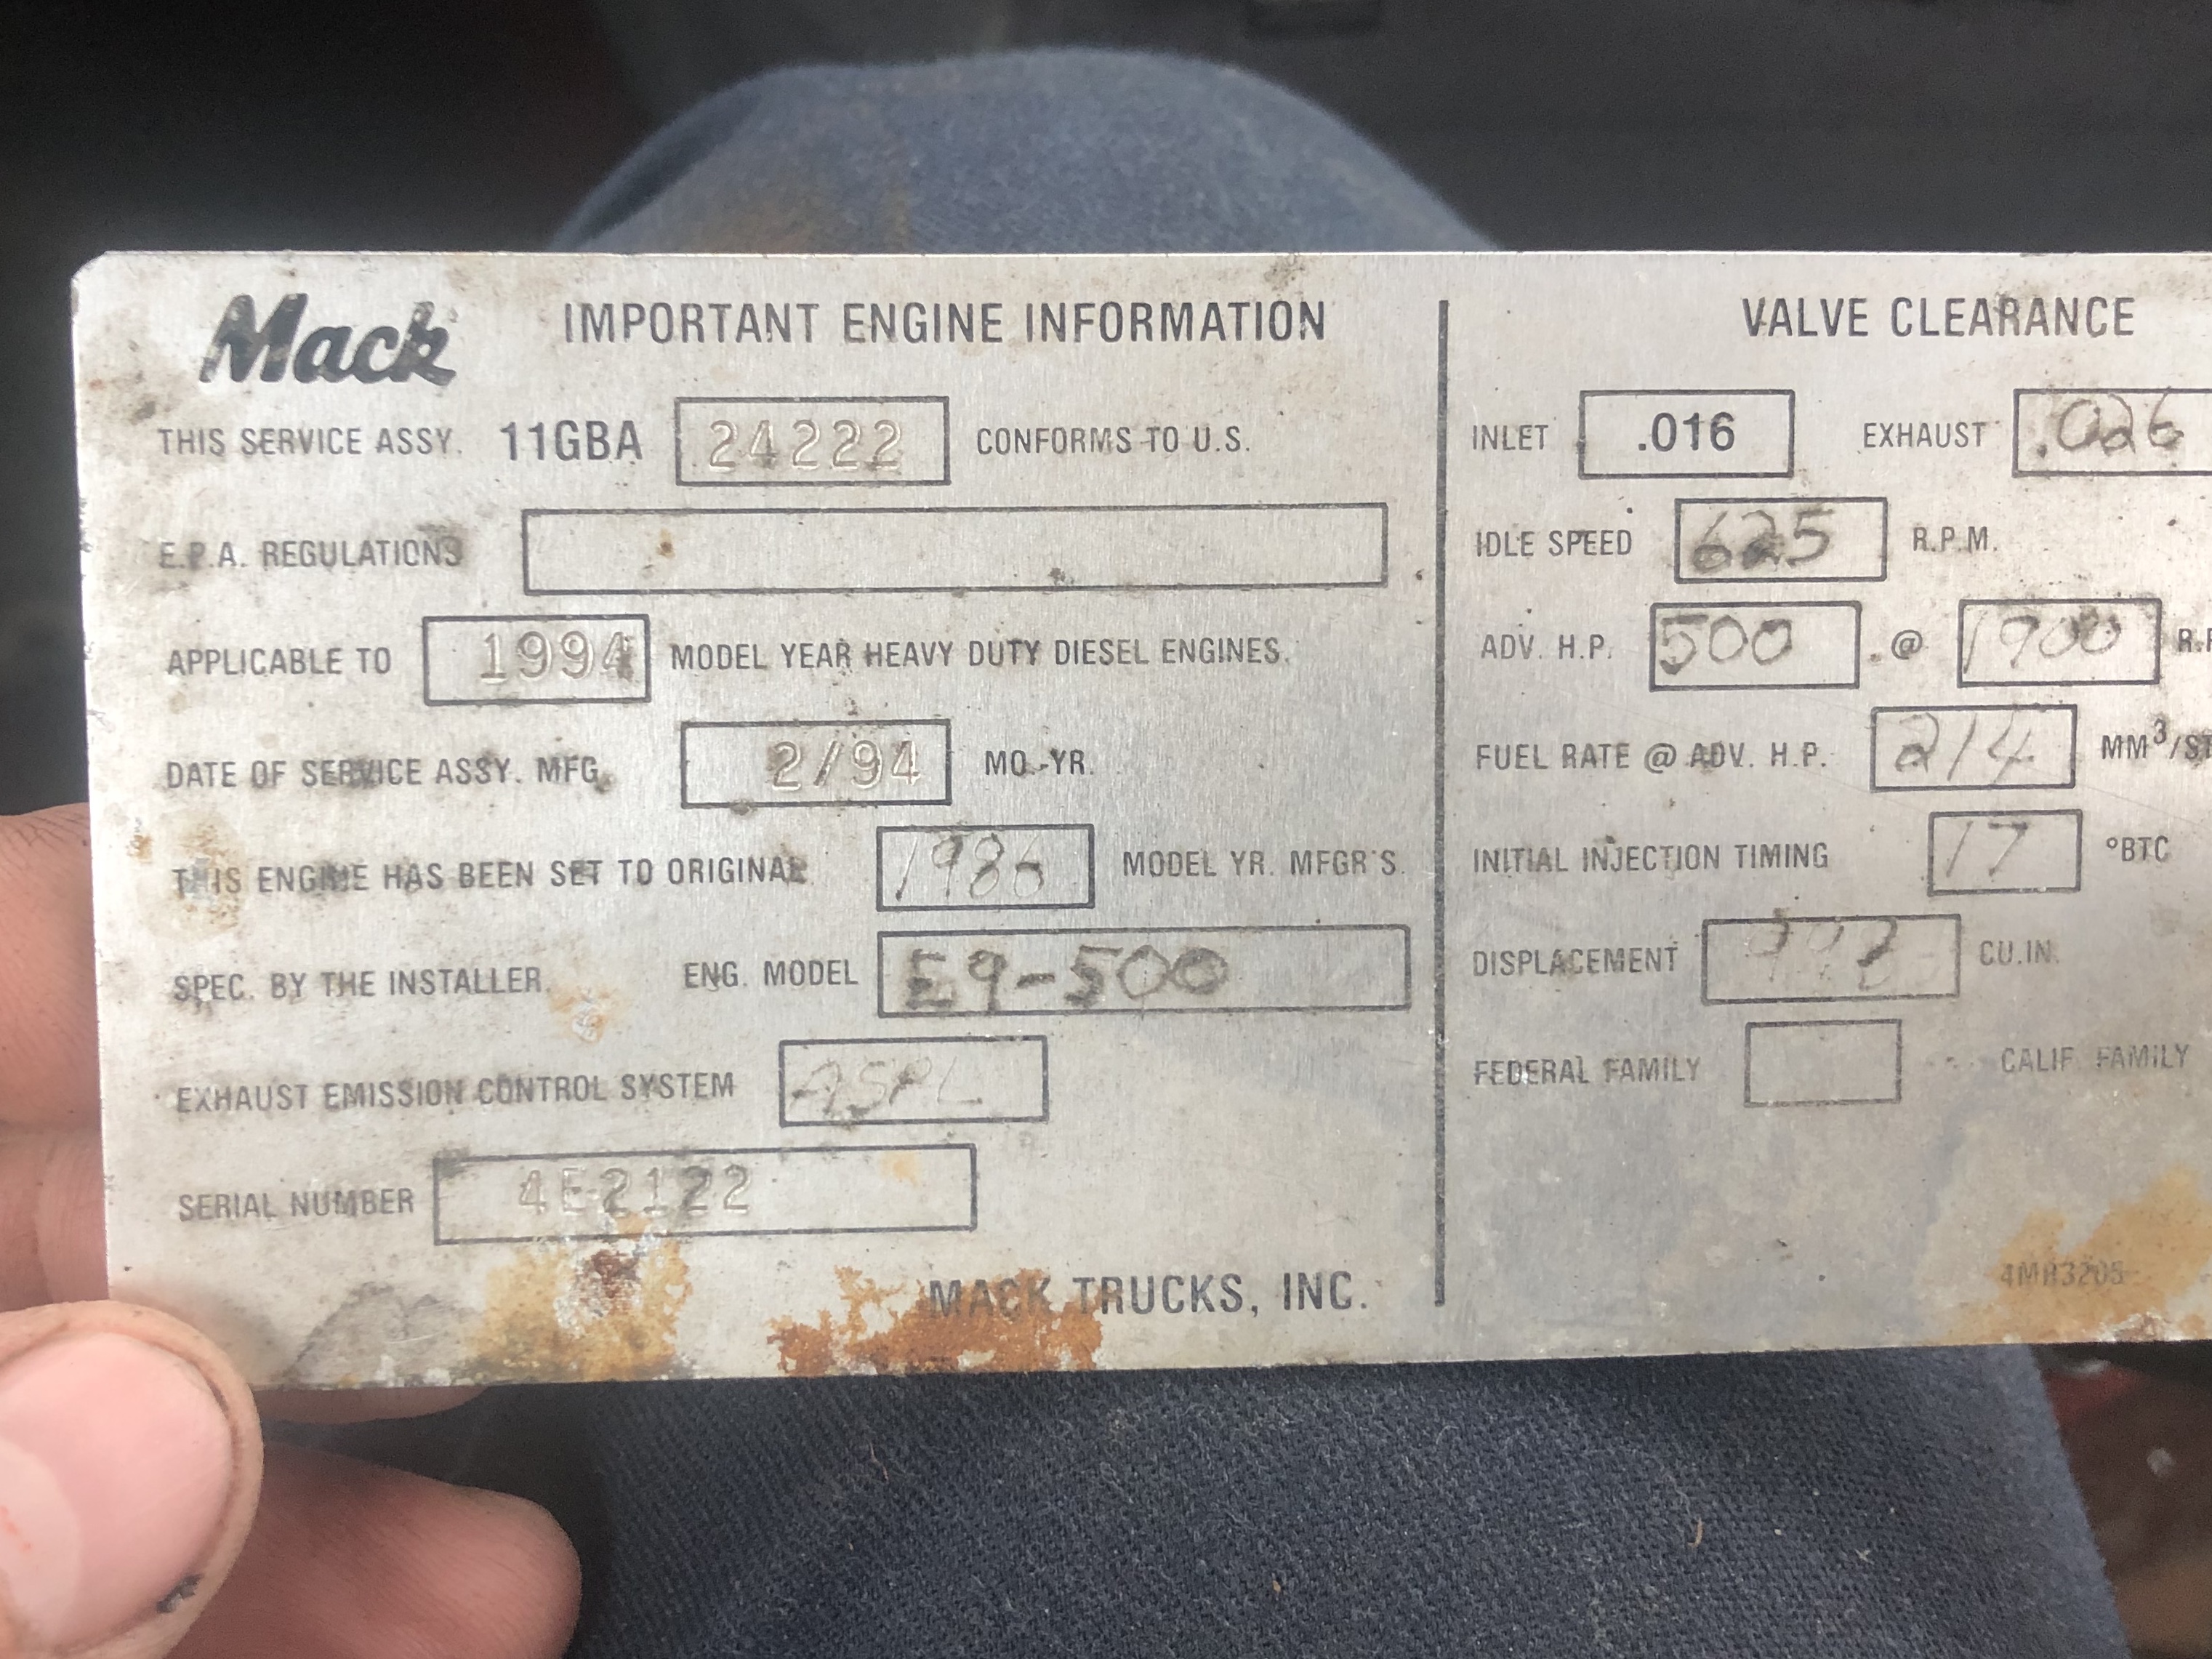 Mack IMPORTANT ENGINE INFORMATION
THIS SERVICE ASSY. 11GBA 24222 CONFORMS TO U.S.
E.P.A. REGULATIONS
APPLICABLE TO 1994 MODEL YEAR HEAVY DUTY DIESEL ENGINES.
DATE OF SERVICE ASSY. MFG. 2/94 MO-YR.
THIS ENGINE HAS BEEN SET TO ORIGINAL 1986 MODEL YR. MFGR'S.
SPEC. BY THE INSTALLER. ENG. MODEL E9-500
EXHAUST EMISSION CONTROL SYSTEM ASPL
SERIAL NUMBER 4E2122
MACK TRUCKS, INC.
VALVE CLEARANCE
INLET .016 EXHAUST .026
IDLE SPEED 625 R.P.M.
ADV. H.P. 500 @ 1900
FUEL RATE @ ADV. H.P. 214 MM³/ST
INITIAL INJECTION TIMING 17 °BTC
DISPLACEMENT CU.IN.
FEDERAL FAMILY CALIF. FAMILY